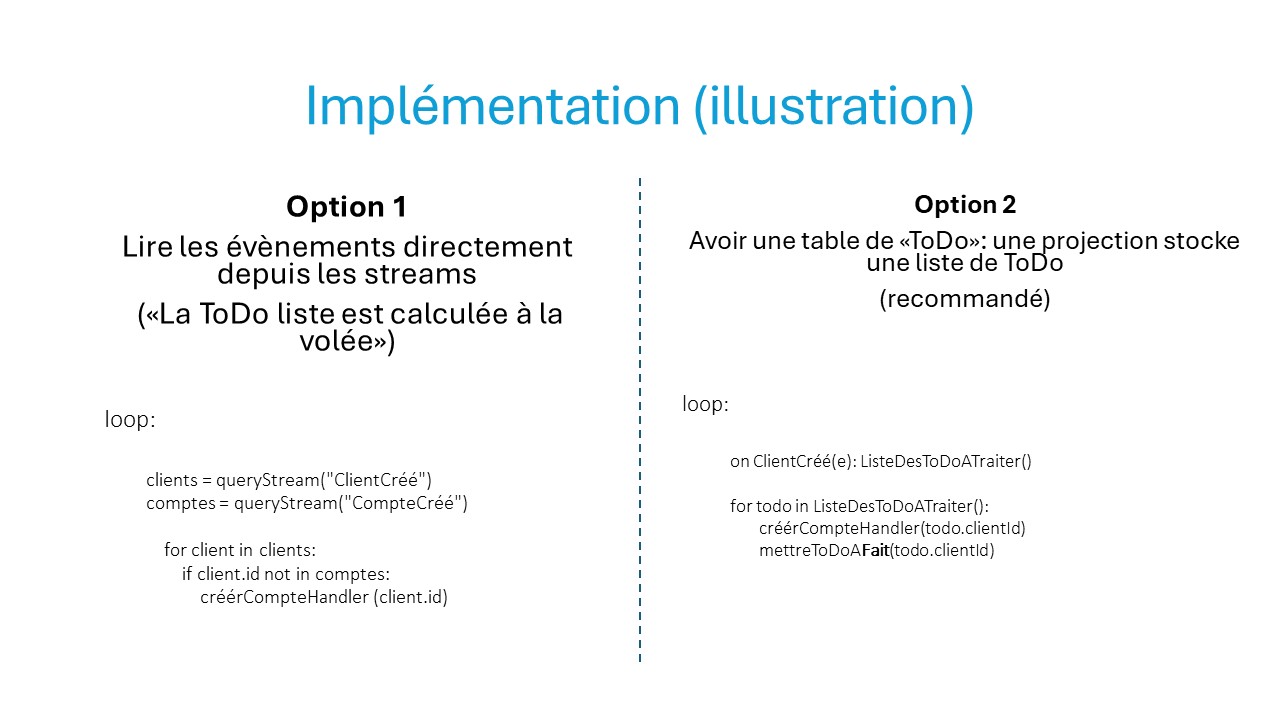 Implémentation (illustration)
Option 1
Lire les évènements directement
depuis les streams
(«La ToDo liste est calculée à la
volée»)
loop:
clients = queryStream("ClientCréé")
comptes = queryStream("CompteCréé")
for client in clients:
if client.id not in comptes:
créérCompteHandler (client.id)
Option 2
Avoir une table de «ToDo»: une projection stocke
une liste de ToDo
(recommandé)
loop:
on ClientCréé(e): ListeDesToDoATraiter()
for todo in ListeDesToDoATraiter():
créérCompteHandler(todo.clientId)
mettreToDoAFait(todo.clientId)